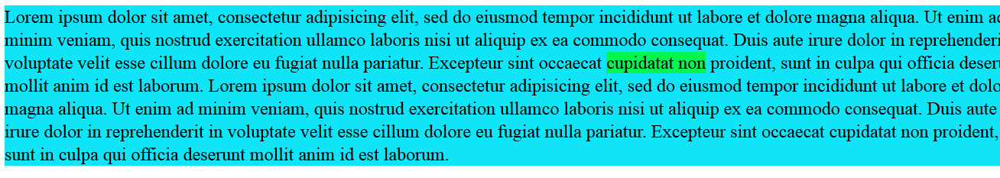 Lorem ipsum dolor sit amet, consectetur adipisicing elit, sed do eiusmod tempor incididunt ut labore et dolore magna aliqua. Ut enim ad
minim veniam, quis nostrud exercitation ullamco laboris nisi ut aliquip ex ea commodo consequat. Duis aute irure dolor in reprehenderi
voluptate velit esse cillum dolore eu fugiat nulla pariatur. Excepteur sint occaecat cupidatat non proident, sunt in culpa qui officia deser
mollit anim id est laborum. Lorem ipsum dolor sit amet, consectetur adipisicing elit, sed do eiusmod tempor incididunt ut labore et dolo
magna aliqua. Ut enim ad minim veniam, quis nostrud exercitation ullamco laboris nisi ut aliquip ex ea commodo consequat. Duis aute
irure dolor in reprehenderit in voluptate velit esse cillum dolore eu fugiat nulla pariatur. Excepteur sint occaecat cupidatat non proident,
sunt in culpa qui officia deserunt mollit anim id est laborum.